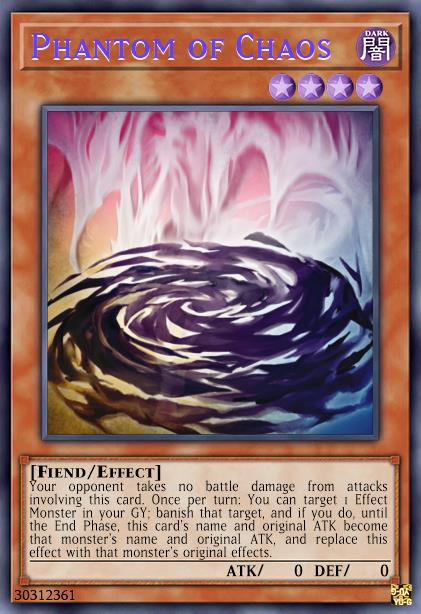 Phantom of Chaos
DARK
闇
[Fiend/Effect]
Your opponent takes no battle damage from attacks
involving this card. Once per turn: You can target 1 Effect
Monster in your GY; banish that target, and if you do, until
the End Phase, this card's name and original ATK become
that monster's name and original ATK, and replace this
effect with that monster's original effects.
ATK/ 0 DEF/ 0
30312361